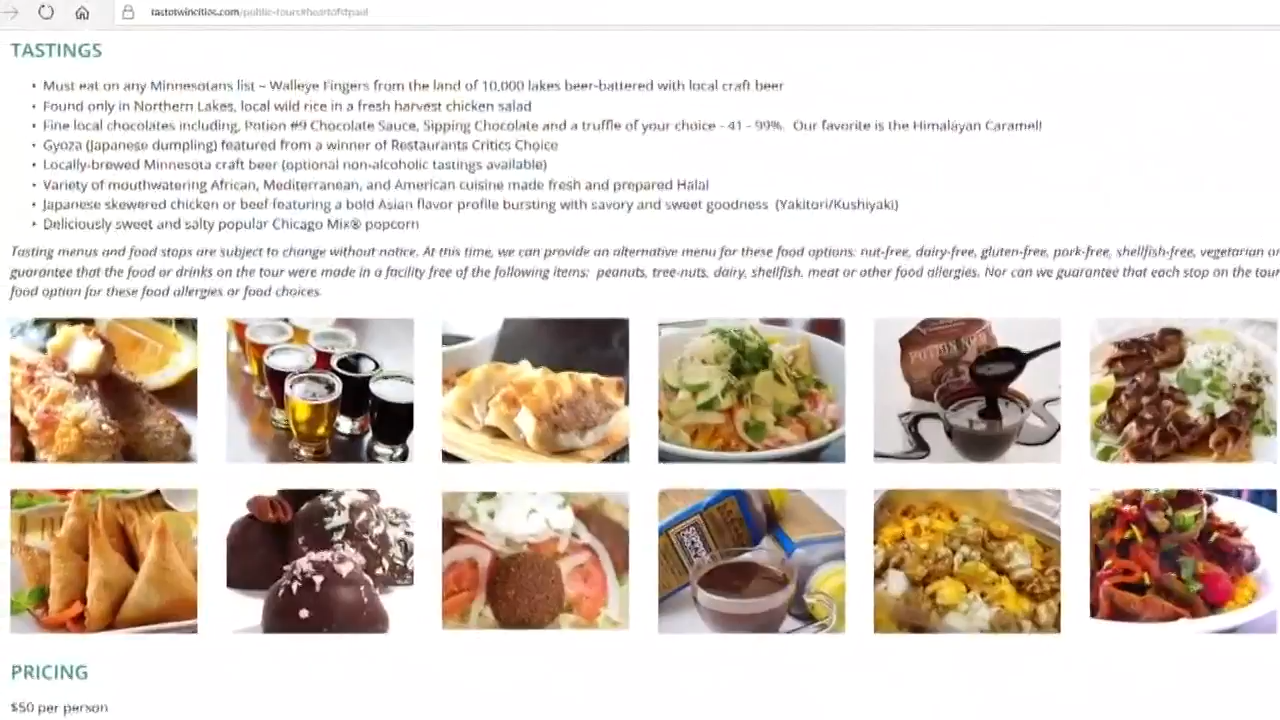 tastetwincities.com/public-tours#heartofstpaul
TASTINGS
• Must eat on any Minnesotans list ~ Walleye Fingers from the land of 10,000 lakes beer-battered with local craft beer
• Found only in Northern Lakes, local wild rice in a fresh harvest chicken salad
• Fine local chocolates including, Potion #9 Chocolate Sauce, Sipping Chocolate and a truffle of your choice - 41 - 99%. Our favorite is the Himalayan Caramel!
• Gyoza (Japanese dumpling) featured from a winner of Restaurants Critics Choice
• Locally-brewed Minnesota craft beer (optional non-alcoholic tastings available)
• Variety of mouthwatering African, Mediterranean, and American cuisine made fresh and prepared Halal
• Japanese skewered chicken or beef featuring a bold Asian flavor profile bursting with savory and sweet goodness (Yakitori/Kushiyaki)
• Deliciously sweet and salty popular Chicago Mix® popcorn
Tasting menus and food stops are subject to change without notice. At this time, we can provide an alternative menu for these food options: nut-free, dairy-free, gluten-free, pork-free, shellfish-free, vegetarian or
guarantee that the food or drinks on the tour were made in a facility free of the following items: peanuts, tree-nuts, dairy, shellfish, meat or other food allergies. Nor can we guarantee that each stop on the tour
food option for these food allergies or food choices.
POTION NO. 9
PRICING
$50 per person